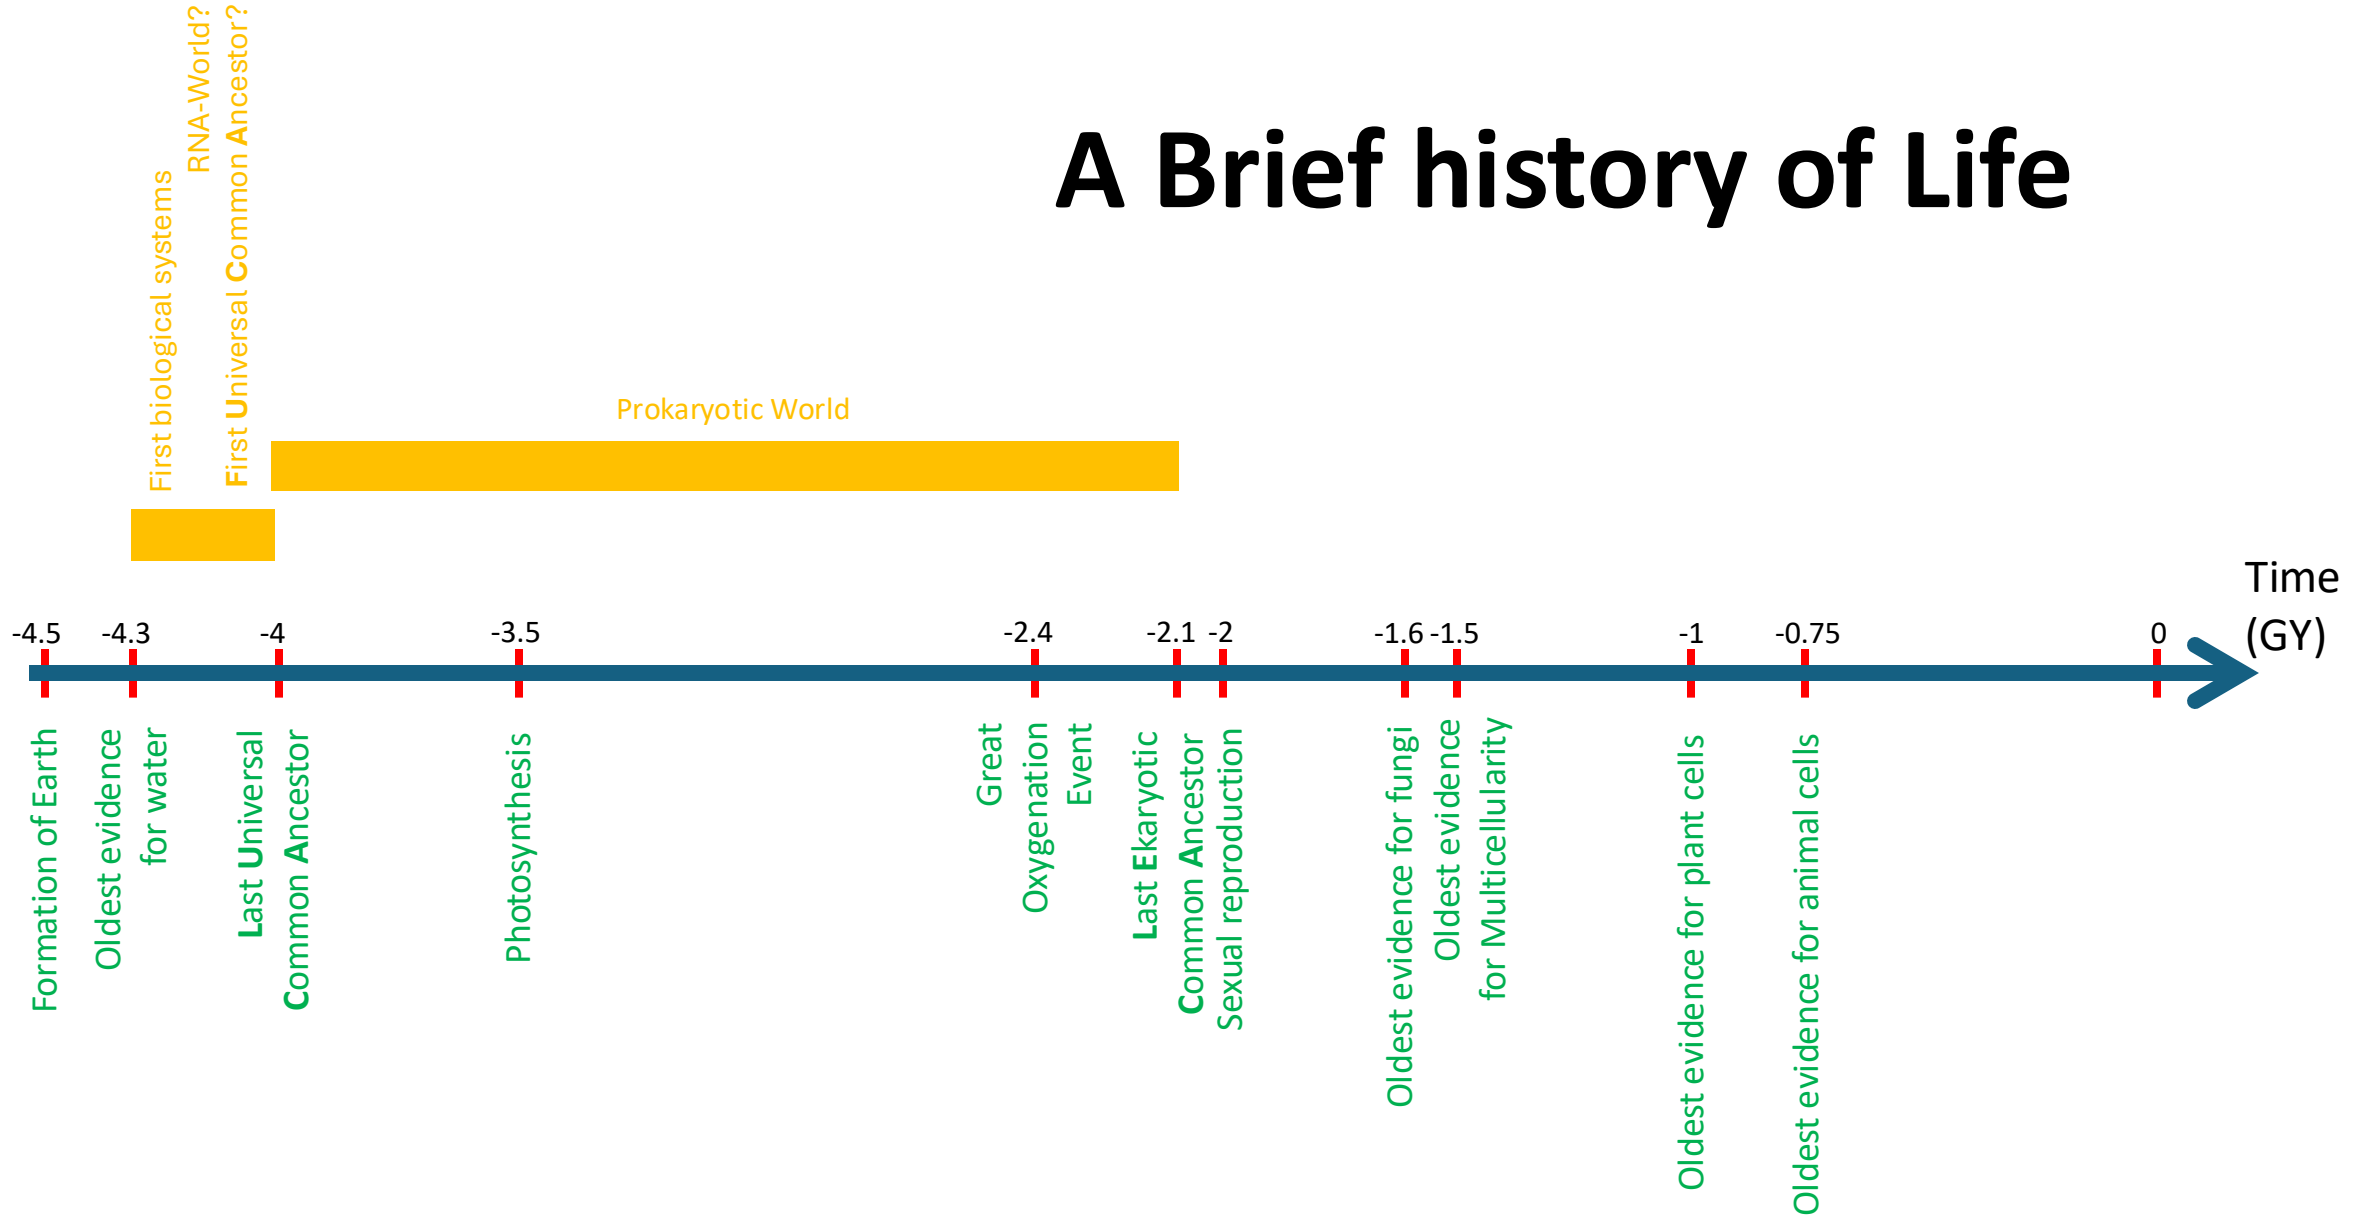 RNA-World?
First Universal Common Ancestor?
First biological systems
A Brief history of Life
Prokaryotic World
Time
(GY)
-4.5
-4.3
-4
-3.5
-2.4
-2.1
-2
-1.6
-1.5
-1
-0.75
0
Formation of Earth
Oldest evidence
for water
Last Universal
Common Ancestor
Photosynthesis
Great
Oxygenation
Event
Last Ekaryotic
Common Ancestor
Sexual reproduction
Oldest evidence for fungi
Oldest evidence
for Multicellularity
Oldest evidence for plant cells
Oldest evidence for animal cells